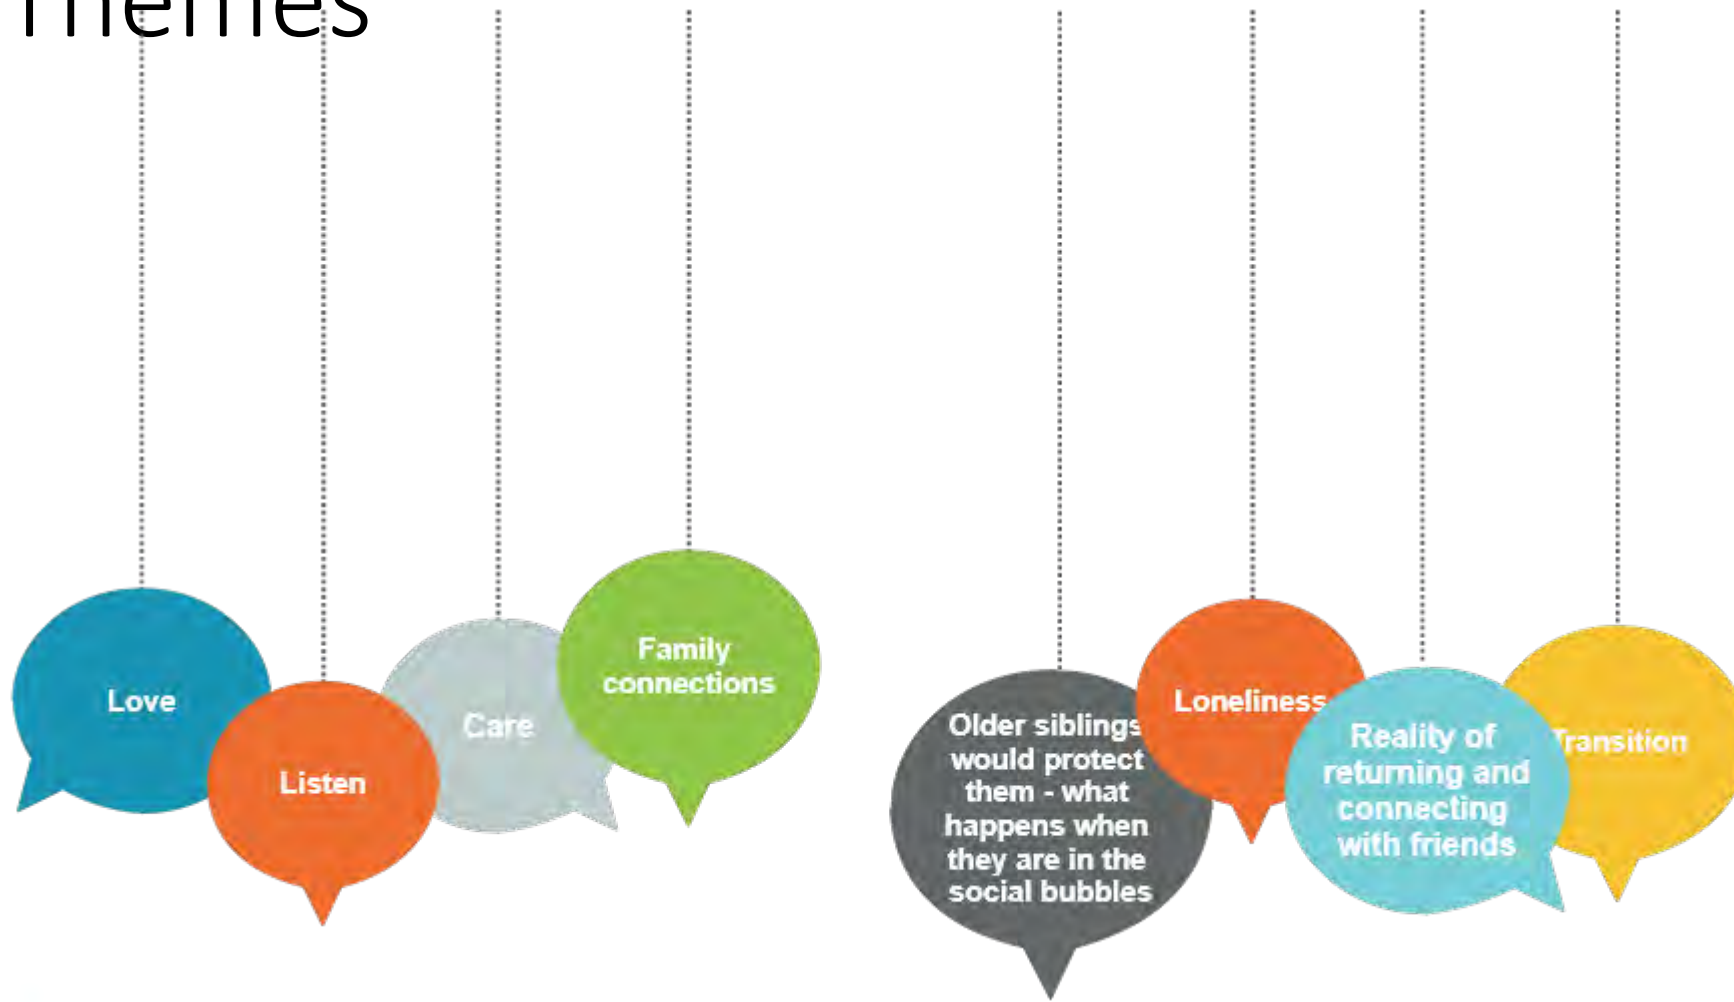 Themes
Love
Listen
Care
Family
connections
Older siblings
would protect
them - what
happens when
they are in the
social bubbles
Loneliness
Reality of
returning and
connecting
with friends
Transition